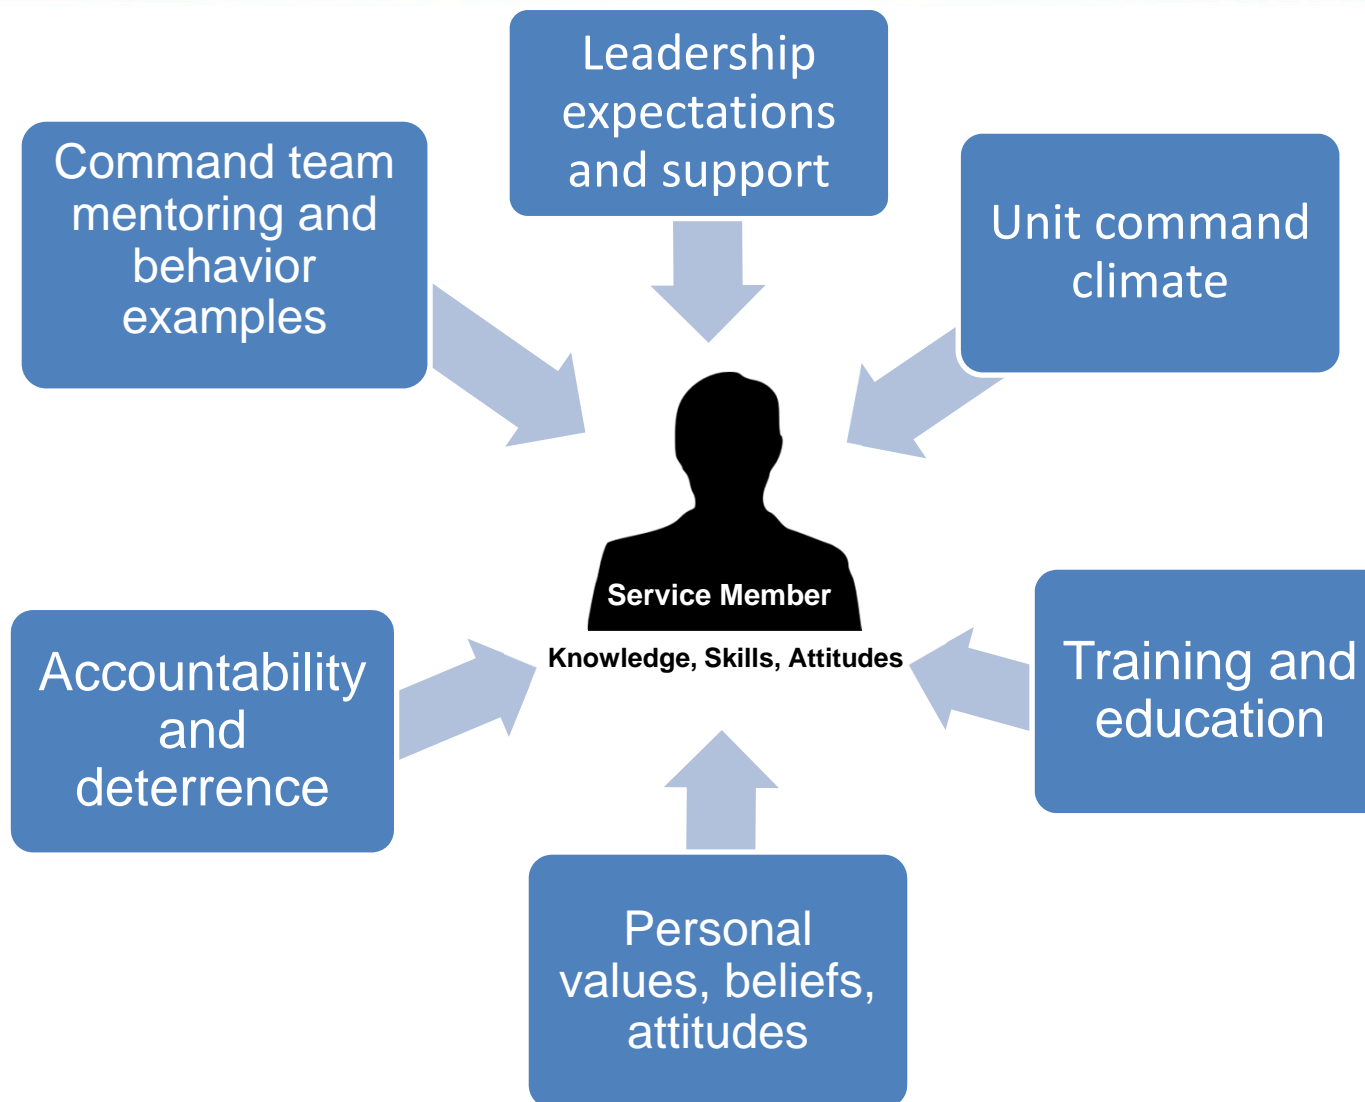 Leadership
expectations
and support
Command team
mentoring and
behavior
examples
Unit command
climate
Service Member
Knowledge, Skills, Attitudes
Accountability
and
deterrence
Training and
education
Personal
values, beliefs,
attitudes